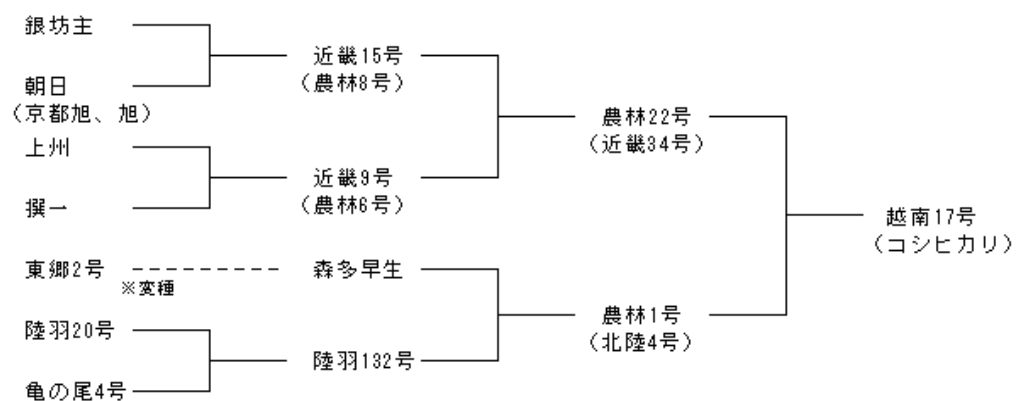 銀坊主
朝日
（京都旭、旭）
上州
撰一
東郷2号
※変種
陸羽20号
亀の尾4号
近畿15号
（農林8号）
近畿9号
（農林6号）
森多早生
陸羽132号
農林22号
（近畿34号）
農林1号
（北陸4号）
越南17号
（コシヒカリ）